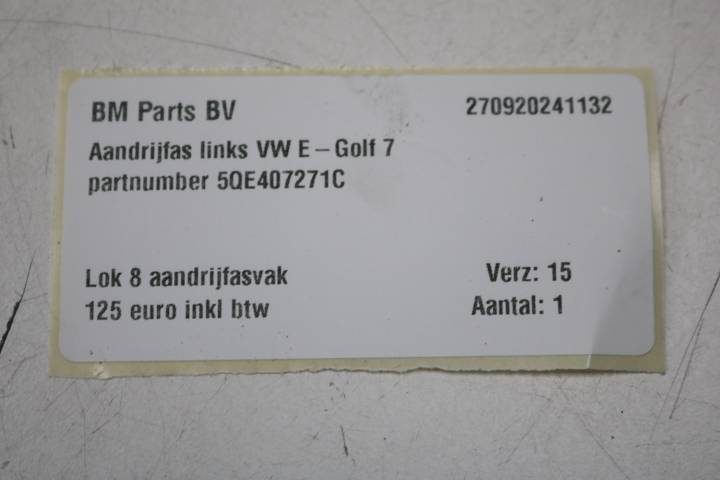 BM Parts BV 270920241132
Aandrijfas links VW E – Golf 7
partnumber 5QE407271C
Lok 8 aandrijfasvak Verz: 15
125 euro inkl btw Aantal: 1